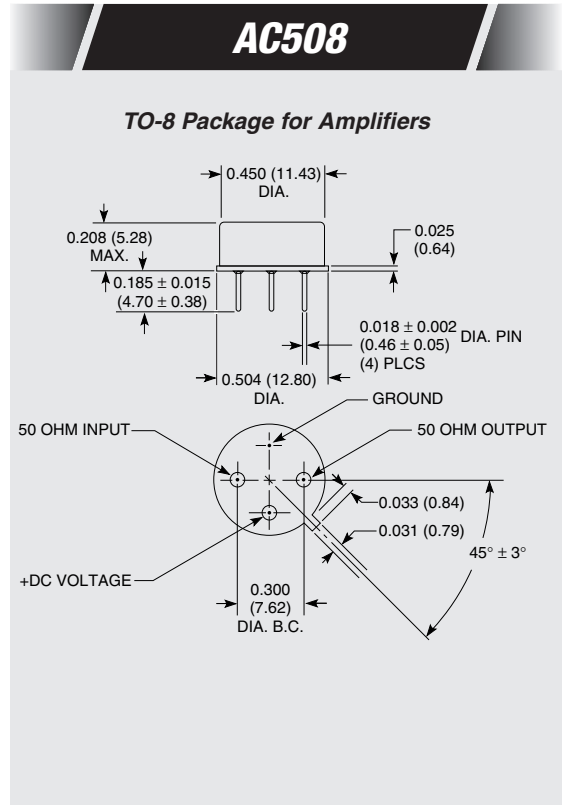 AC508
TO-8 Package for Amplifiers
0.450 (11.43)
DIA.
0.208 (5.28)
MAX.
0.025
(0.64)
0.185 ± 0.015
(4.70 ± 0.38)
0.018 ± 0.002
(0.46 ± 0.05)
(4) PLCS
DIA. PIN
0.504 (12.80)
DIA.
GROUND
50 OHM INPUT
50 OHM OUTPUT
0.033 (0.84)
0.031 (0.79)
45° ± 3°
+DC VOLTAGE
0.300
(7.62)
DIA. B.C.